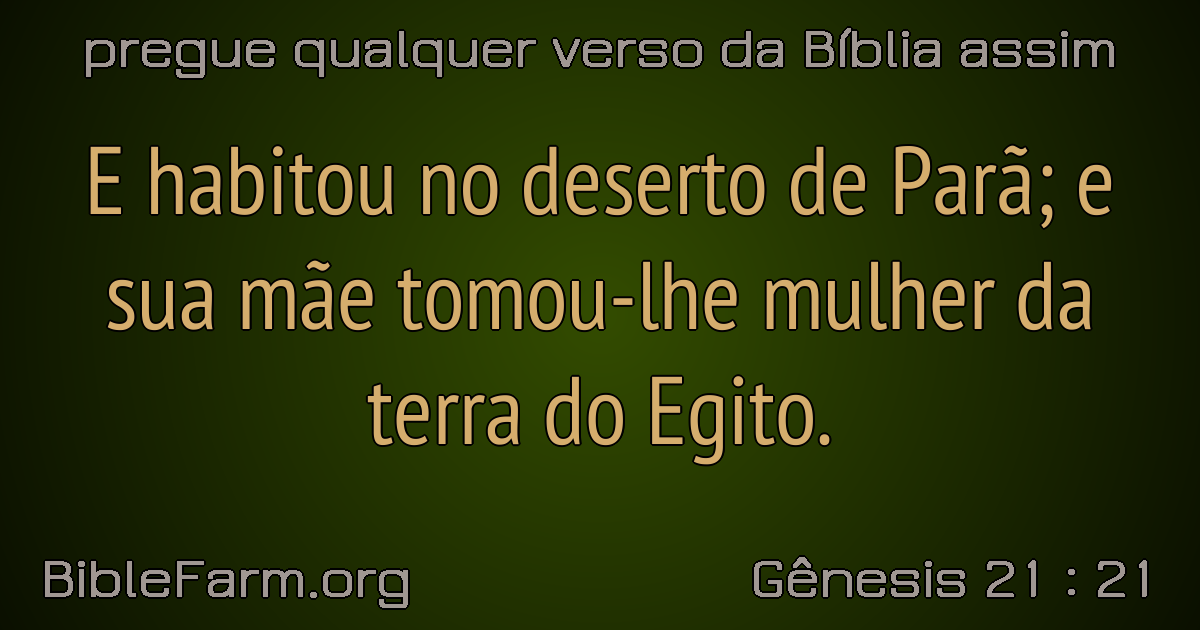 pregue qualquer verso da Bíblia assim
E habitou no deserto de Parã; e
sua mãe tomou-lhe mulher da
terra do Egito.
BibleFarm.org
Gênesis 21 : 21